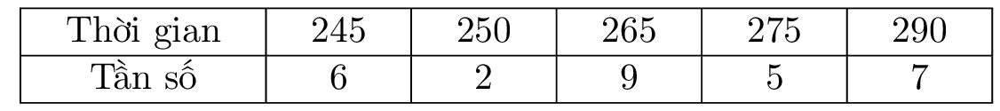 Thời gian 245 250 265 275 290
Tần số 6 2 9 5 7